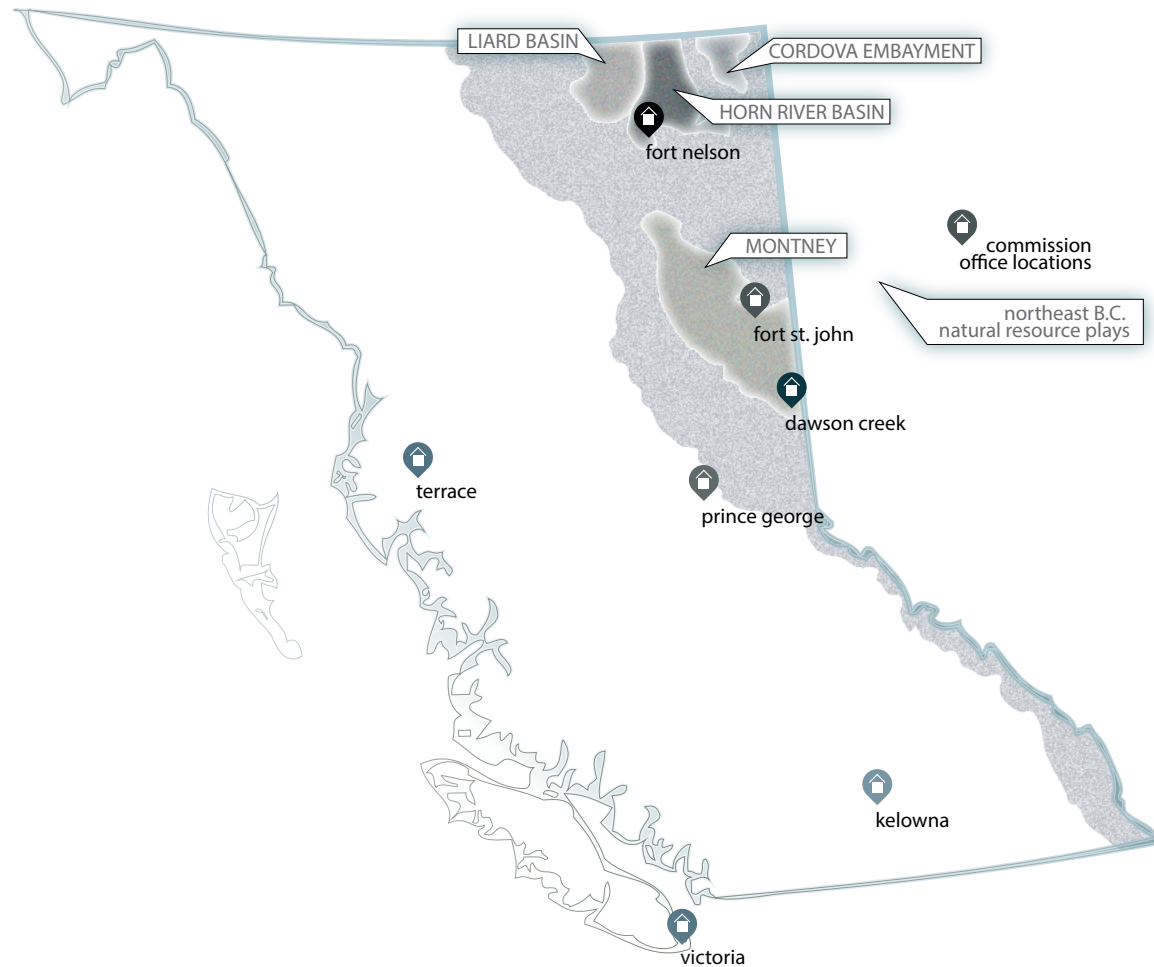 LIARD BASIN
CORDOVA EMBAYMENT
HORN RIVER BASIN
fort nelson
MONTNEY
commission
office locations
northeast B.C.
natural resource plays
fort st. john
dawson creek
terrace
prince george
kelowna
victoria